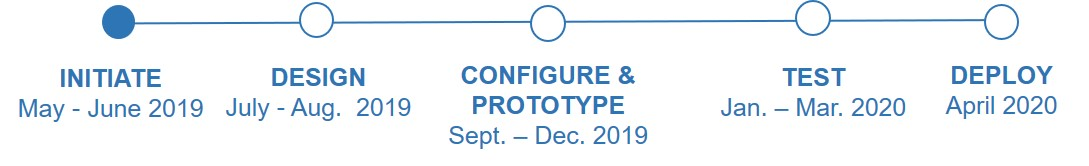 INITIATE
May - June 2019
DESIGN
July - Aug.  2019
CONFIGURE &
PROTOTYPE
Sept. – Dec. 2019
TEST
Jan. – Mar. 2020
DEPLOY
April 2020